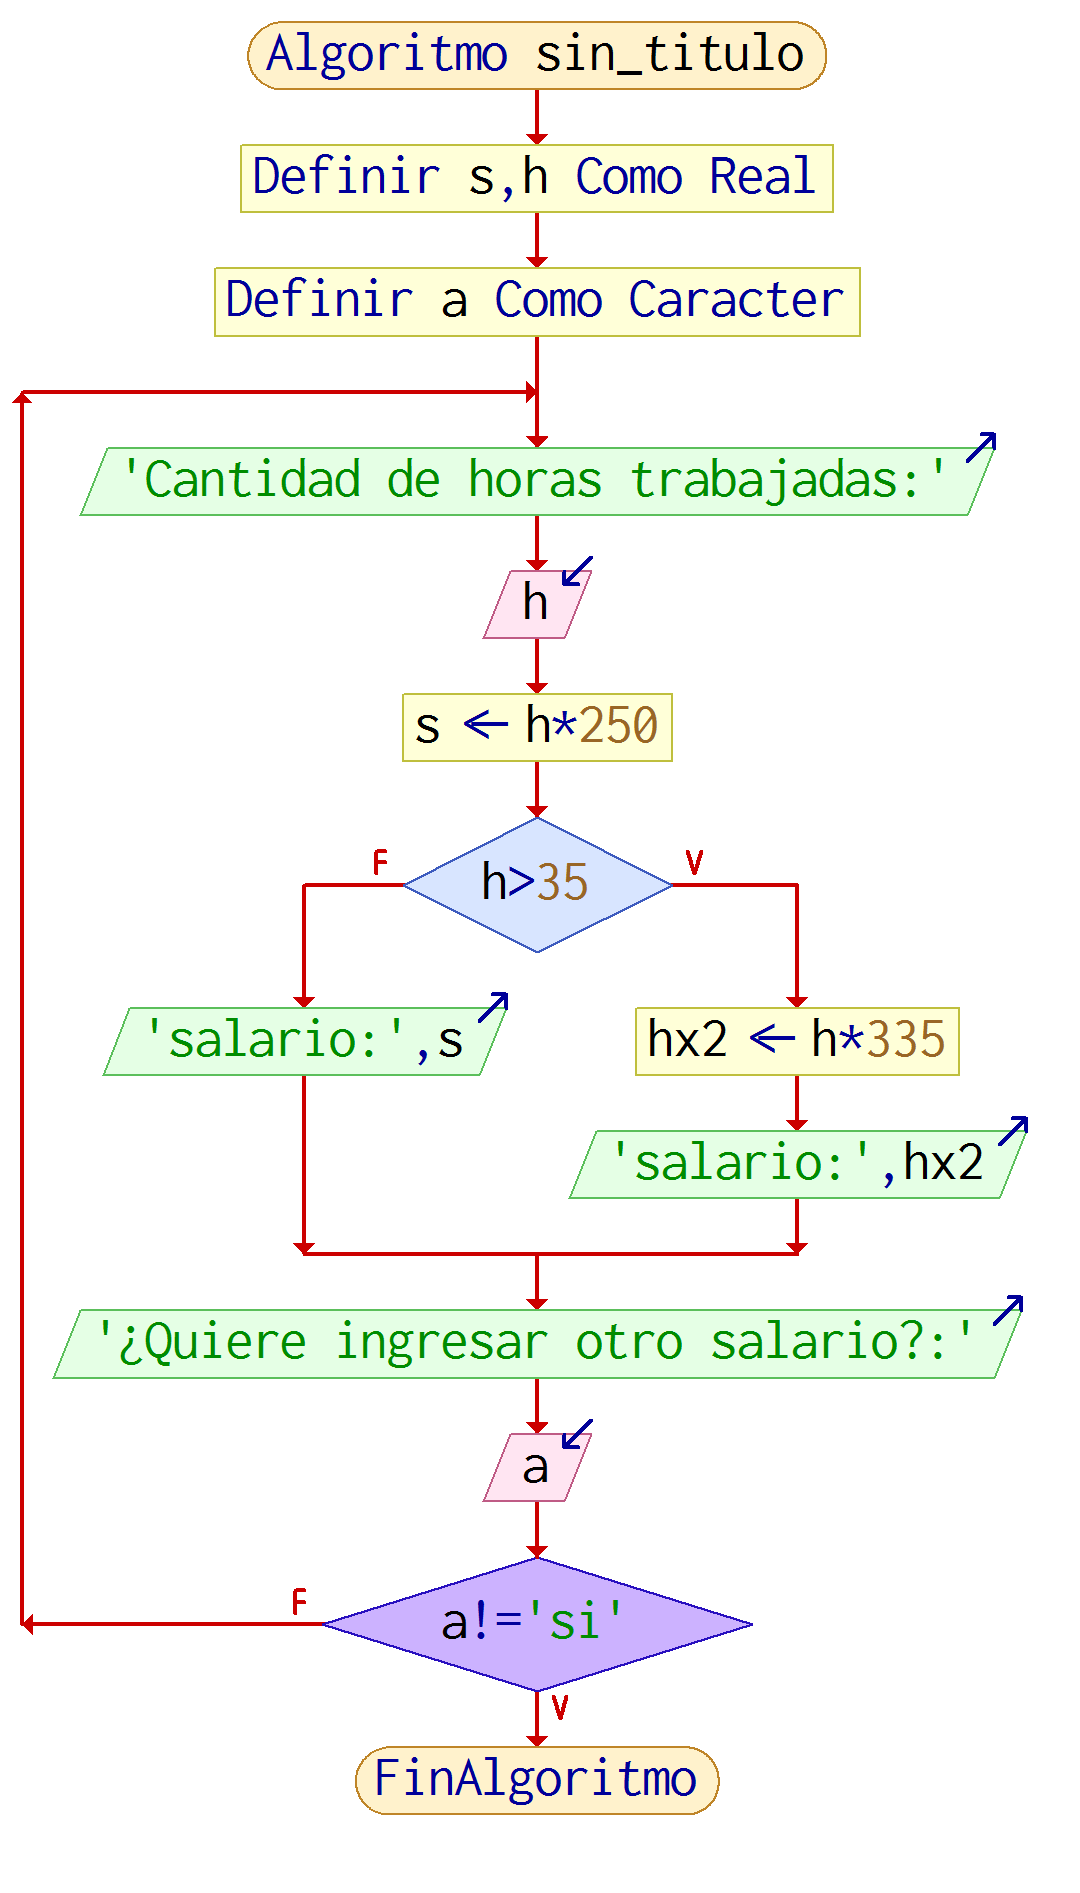 Algoritmo sin_titulo
Definir s,h Como Real
Definir a Como Caracter
'Cantidad de horas trabajadas:'
h
s ← h*250
F
h>35
V
'salario:',s
hx2 ← h*335
'salario:',hx2
'¿Quiere ingresar otro salario?:'
a
F
a!='si'
V
FinAlgoritmo